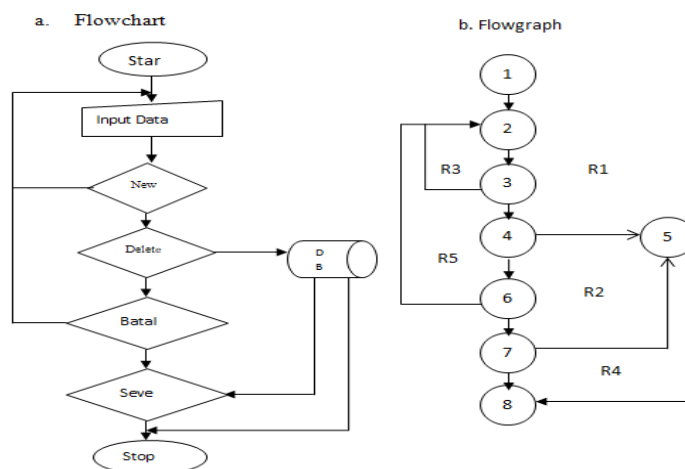 a. Flowchart
Star
Input Data
New
Delete
D
B
Batal
Seve
Stop
b. Flowgraph
1
2
R3
3
R1
4
5
R5
6
R2
7
R4
8